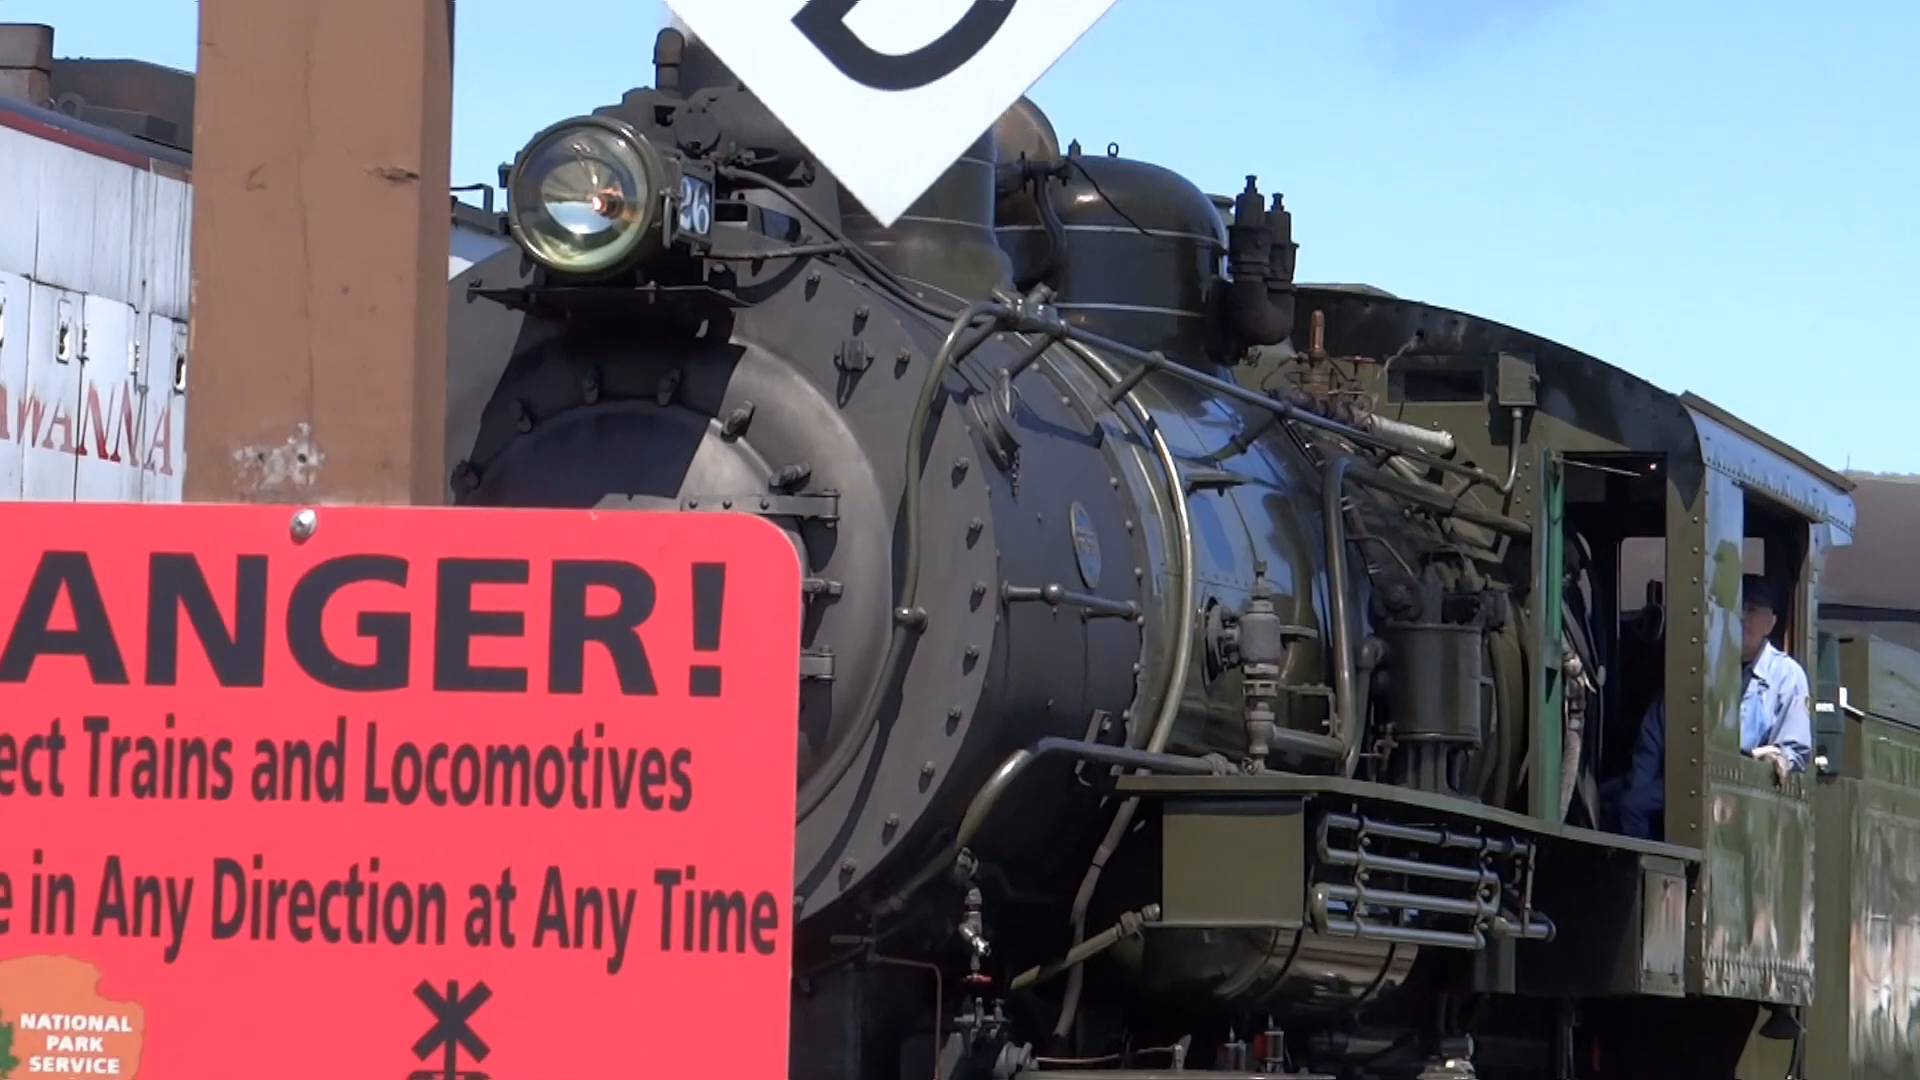 26
AWANNA
ANGER!
ect Trains and Locomotives
e in Any Direction at Any Time
NATIONAL
PARK
SERVICE